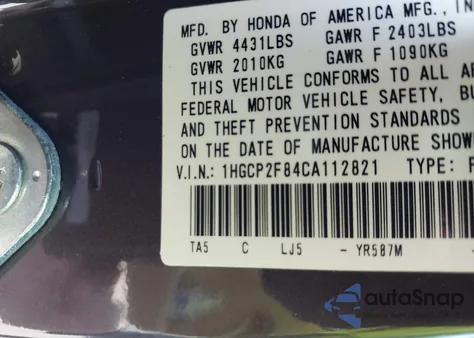 MFD. BY HONDA OF AMERICA MFG., IN
GVWR 4431LBS GAWR F 2403LBS
GVWR 2010KG GAWR F 1090KG
THIS VEHICLE CONFORMS TO ALL A
FEDERAL MOTOR VEHICLE SAFETY, BU
AND THEFT PREVENTION STANDARDS
ON THE DATE OF MANUFACTURE SHOW
V.I.N.: 1HGCP2F84CA112821 TYPE: P
TA5 C LJ5 -YR587M
autoSnap